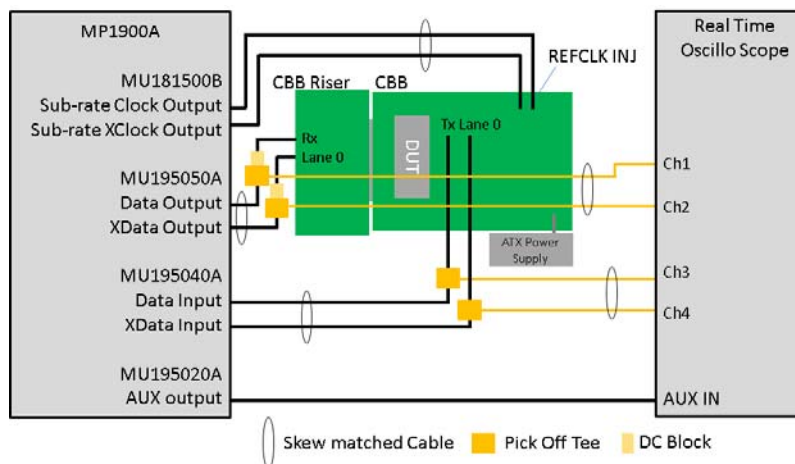 MP1900A
MU181500B
Sub-rate Clock Output
Sub-rate XClock Output
MU195050A
Data Output
XData Output
MU195040A
Data Input
XData Input
MU195020A
AUX output
CBB Riser
CBB
REFCLK INJ
Rx
Lane 0
Tx Lane 0
DUT
ATX Power
Supply
Real Time
Oscillo Scope
Ch1
Ch2
Ch3
Ch4
AUX IN
Skew matched Cable
Pick Off Tee
DC Block